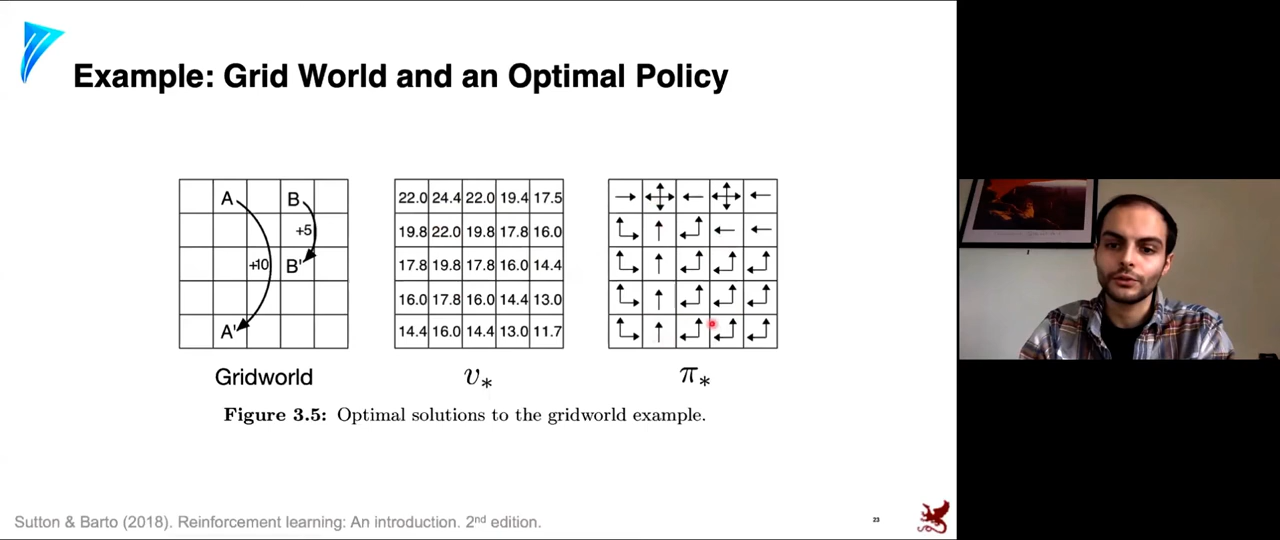 Example: Grid World and an Optimal Policy
A B
+5
+10 B'
A'
22.0 24.4 22.0 19.4 17.5
19.8 22.0 19.8 17.8 16.0
17.8 19.8 17.8 16.0 14.4
16.0 17.8 16.0 14.4 13.0
14.4 16.0 14.4 13.0 11.7
Gridworld v* π*
Figure 3.5: Optimal solutions to the gridworld example.
Sutton & Barto (2018). Reinforcement learning: An introduction. 2nd edition.
23